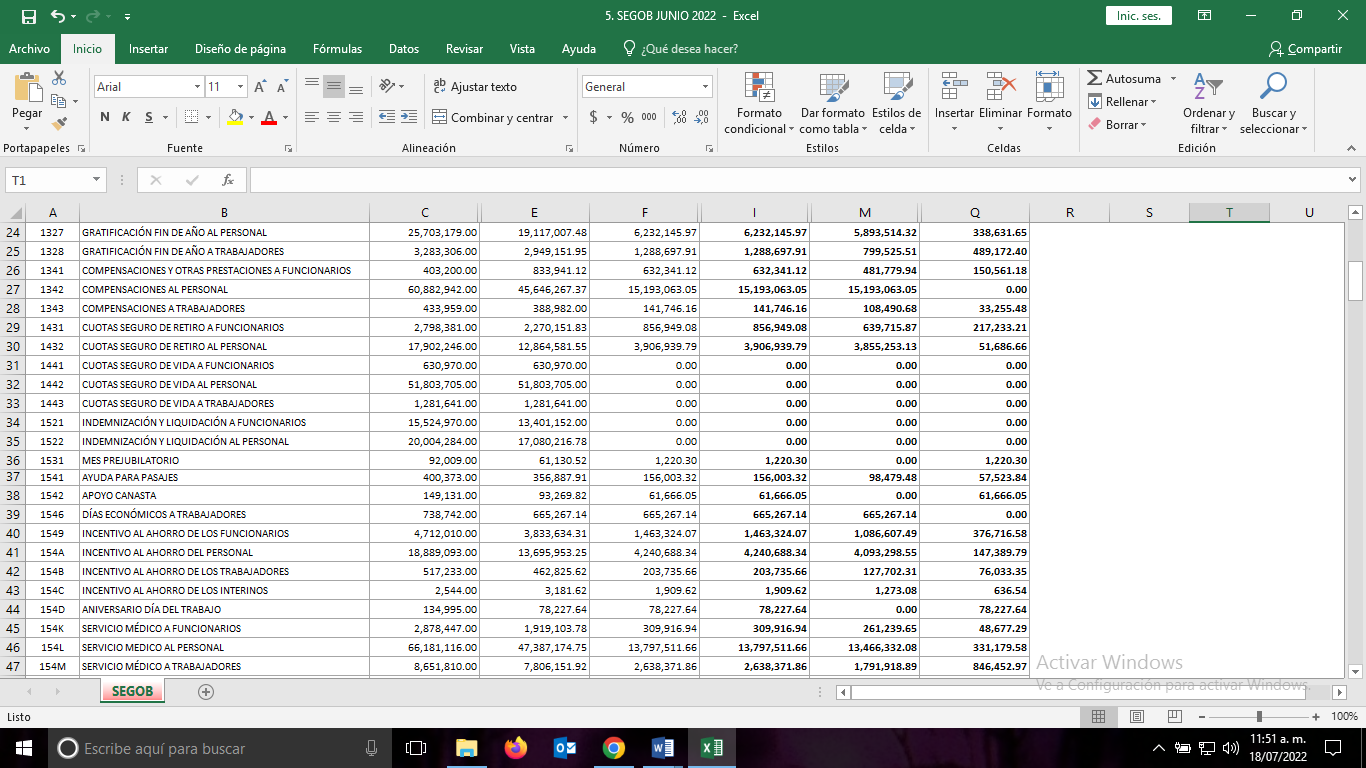 5. SEGOB JUNIO 2022 - Excel
Inic. ses.
Archivo Inicio Insertar Diseño de página Fórmulas Datos Revisar Vista Ayuda ¿Qué desea hacer? Compartir
Pegar
Portapapeles
Arial 11
N K S
Fuente
Ajustar texto
Combinar y centrar
Alineación
General
$ % 000
Número
Formato condicional
Dar formato como tabla
Estilos de celda
Estilos
Insertar Eliminar Formato
Celdas
Autosuma
Rellenar
Borrar
Ordenar y filtrar
Buscar y seleccionar
Edición
T1 fx
A B C E F I M Q R S T U
24 1327 GRATIFICACIÓN FIN DE AÑO AL PERSONAL 25,703,179.00 19,117,007.48 6,232,145.97 6,232,145.97 5,893,514.32 338,631.65
25 1328 GRATIFICACIÓN FIN DE AÑO A TRABAJADORES 3,283,306.00 2,949,151.95 1,288,697.91 1,288,697.91 799,525.51 489,172.40
26 1341 COMPENSACIONES Y OTRAS PRESTACIONES A FUNCIONARIOS 403,200.00 833,941.12 632,341.12 632,341.12 481,779.94 150,561.18
27 1342 COMPENSACIONES AL PERSONAL 60,882,942.00 45,646,267.37 15,193,063.05 15,193,063.05 15,193,063.05 0.00
28 1343 COMPENSACIONES A TRABAJADORES 433,959.00 388,982.00 141,746.16 141,746.16 108,490.68 33,255.48
29 1431 CUOTAS SEGURO DE RETIRO A FUNCIONARIOS 2,798,381.00 2,270,151.83 856,949.08 856,949.08 639,715.87 217,233.21
30 1432 CUOTAS SEGURO DE RETIRO AL PERSONAL 17,902,246.00 12,864,581.55 3,906,939.79 3,906,939.79 3,855,253.13 51,686.66
31 1441 CUOTAS SEGURO DE VIDA A FUNCIONARIOS 630,970.00 630,970.00 0.00 0.00 0.00 0.00
32 1442 CUOTAS SEGURO DE VIDA AL PERSONAL 51,803,705.00 51,803,705.00 0.00 0.00 0.00 0.00
33 1443 CUOTAS SEGURO DE VIDA A TRABAJADORES 1,281,641.00 1,281,641.00 0.00 0.00 0.00 0.00
34 1521 INDEMNIZACIÓN Y LIQUIDACIÓN A FUNCIONARIOS 15,524,970.00 13,401,152.00 0.00 0.00 0.00 0.00
35 1522 INDEMNIZACIÓN Y LIQUIDACIÓN AL PERSONAL 20,004,284.00 17,080,216.78 0.00 0.00 0.00 0.00
36 1531 MES PREJUBILATORIO 92,009.00 61,130.52 1,220.30 1,220.30 0.00 1,220.30
37 1541 AYUDA PARA PASAJES 400,373.00 356,887.91 156,003.32 156,003.32 98,479.48 57,523.84
38 1542 APOYO CANASTA 149,131.00 93,269.82 61,666.05 61,666.05 0.00 61,666.05
39 1546 DÍAS ECONÓMICOS A TRABAJADORES 738,742.00 665,267.14 665,267.14 665,267.14 665,267.14 0.00
40 1549 INCENTIVO AL AHORRO DE LOS FUNCIONARIOS 4,712,010.00 3,833,634.31 1,463,324.07 1,463,324.07 1,086,607.49 376,716.58
41 154A INCENTIVO AL AHORRO DEL PERSONAL 18,889,093.00 13,695,953.25 4,240,688.34 4,240,688.34 4,093,298.55 147,389.79
42 154B INCENTIVO AL AHORRO DE LOS TRABAJADORES 517,233.00 462,825.62 203,735.66 203,735.66 127,702.31 76,033.35
43 154C INCENTIVO AL AHORRO DE LOS INTERINOS 2,544.00 3,181.62 1,909.62 1,909.62 1,273.08 636.54
44 154D ANIVERSARIO DÍA DEL TRABAJO 134,995.00 78,227.64 78,227.64 78,227.64 0.00 78,227.64
45 154K SERVICIO MÉDICO A FUNCIONARIOS 2,878,447.00 1,919,103.78 309,916.94 309,916.94 261,239.65 48,677.29
46 154L SERVICIO MEDICO AL PERSONAL 66,181,116.00 47,387,174.75 13,797,511.66 13,797,511.66 13,466,332.08 331,179.58
47 154M SERVICIO MÉDICO A TRABAJADORES 8,651,810.00 7,806,151.92 2,638,371.86 2,638,371.86 1,791,918.89 846,452.97
Activar Windows
Ve a Configuración para activar Windows.
SEGOB
Listo
100%
Escribe aquí para buscar
11:51 a. m.
18/07/2022